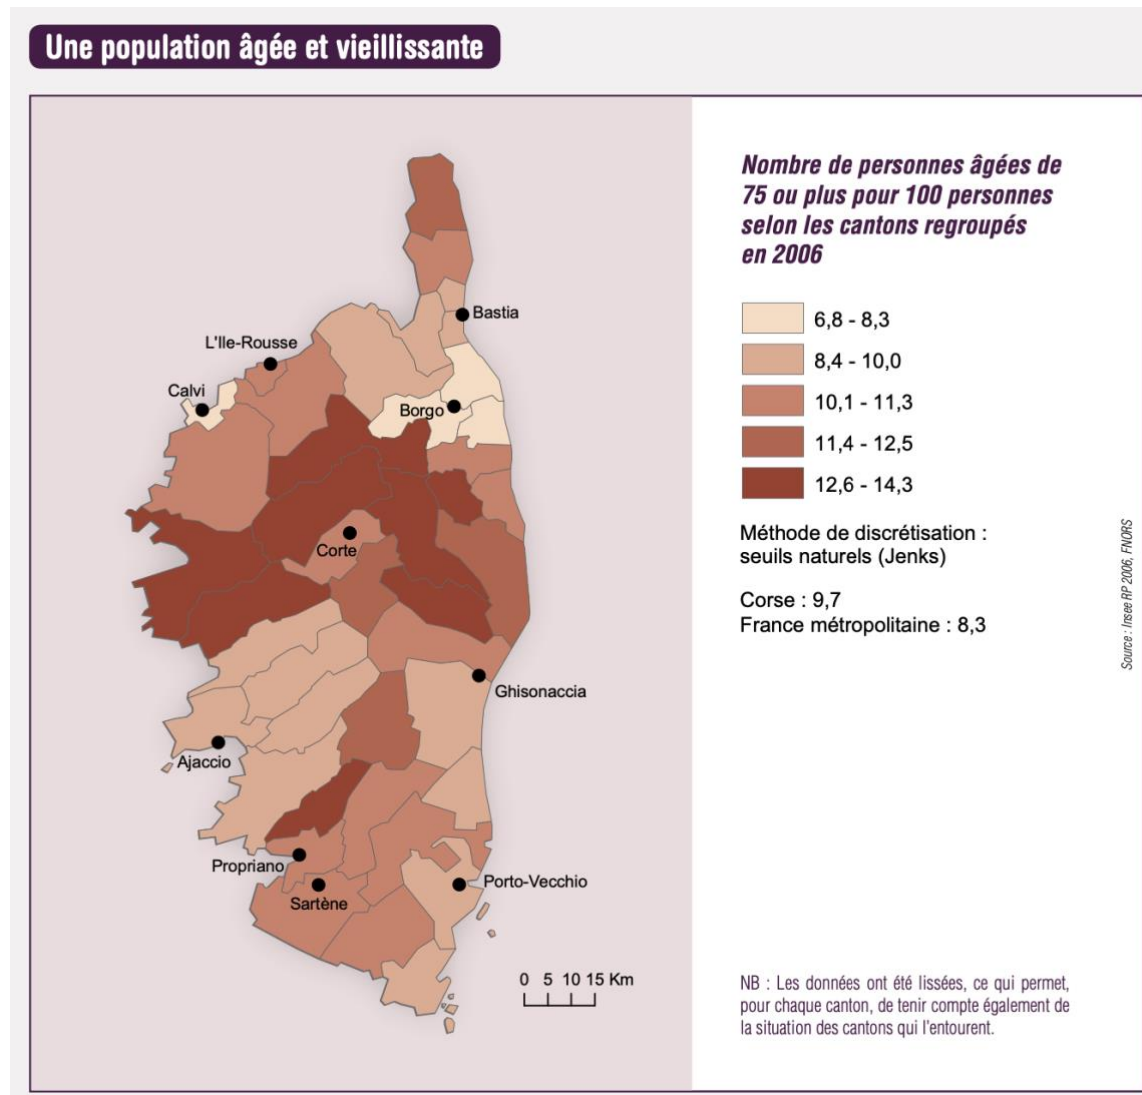 Une population âgée et vieillissante
Bastia
L'Ile-Rousse
Calvi
Borgo
Corte
Ghisonaccia
Ajaccio
Propriano
Porto-Vecchio
Sartène
0 5 10 15 Km
Nombre de personnes âgées de
75 ou plus pour 100 personnes
selon les cantons regroupés
en 2006
6,8 - 8,3
8,4 - 10,0
10,1 - 11,3
11,4 - 12,5
12,6 - 14,3
Méthode de discrétisation :
seuils naturels (Jenks)
Corse : 9,7
France métropolitaine : 8,3
Source : Insee RP 2006, FNORS
NB : Les données ont été lissées, ce qui permet,
pour chaque canton, de tenir compte également de
la situation des cantons qui l'entourent.